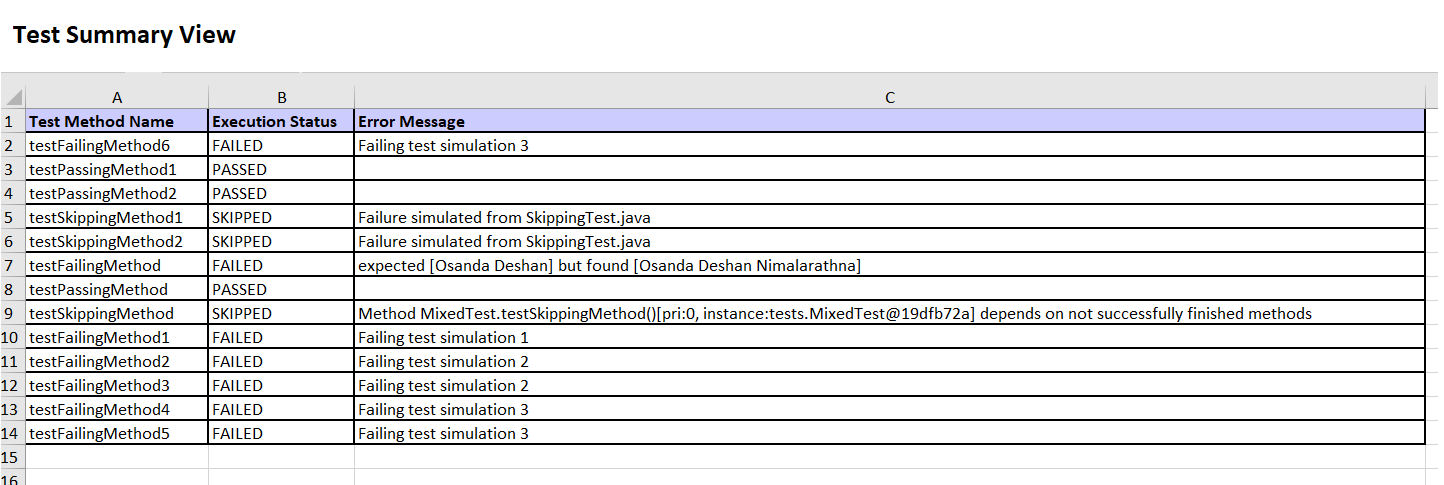 Test Summary View
A B C
1 Test Method Name Execution Status Error Message
2 testFailingMethod6 FAILED Failing test simulation 3
3 testPassingMethod1 PASSED
4 testPassingMethod2 PASSED
5 testSkippingMethod1 SKIPPED Failure simulated from SkippingTest.java
6 testSkippingMethod2 SKIPPED Failure simulated from SkippingTest.java
7 testFailingMethod FAILED expected [Osanda Deshan] but found [Osanda Deshan Nimalarathna]
8 testPassingMethod PASSED
9 testSkippingMethod SKIPPED Method MixedTest.testSkippingMethod()[pri:0, instance:tests.MixedTest@19dfb72a] depends on not successfully finished methods
10 testFailingMethod1 FAILED Failing test simulation 1
11 testFailingMethod2 FAILED Failing test simulation 2
12 testFailingMethod3 FAILED Failing test simulation 2
13 testFailingMethod4 FAILED Failing test simulation 3
14 testFailingMethod5 FAILED Failing test simulation 3
15
16